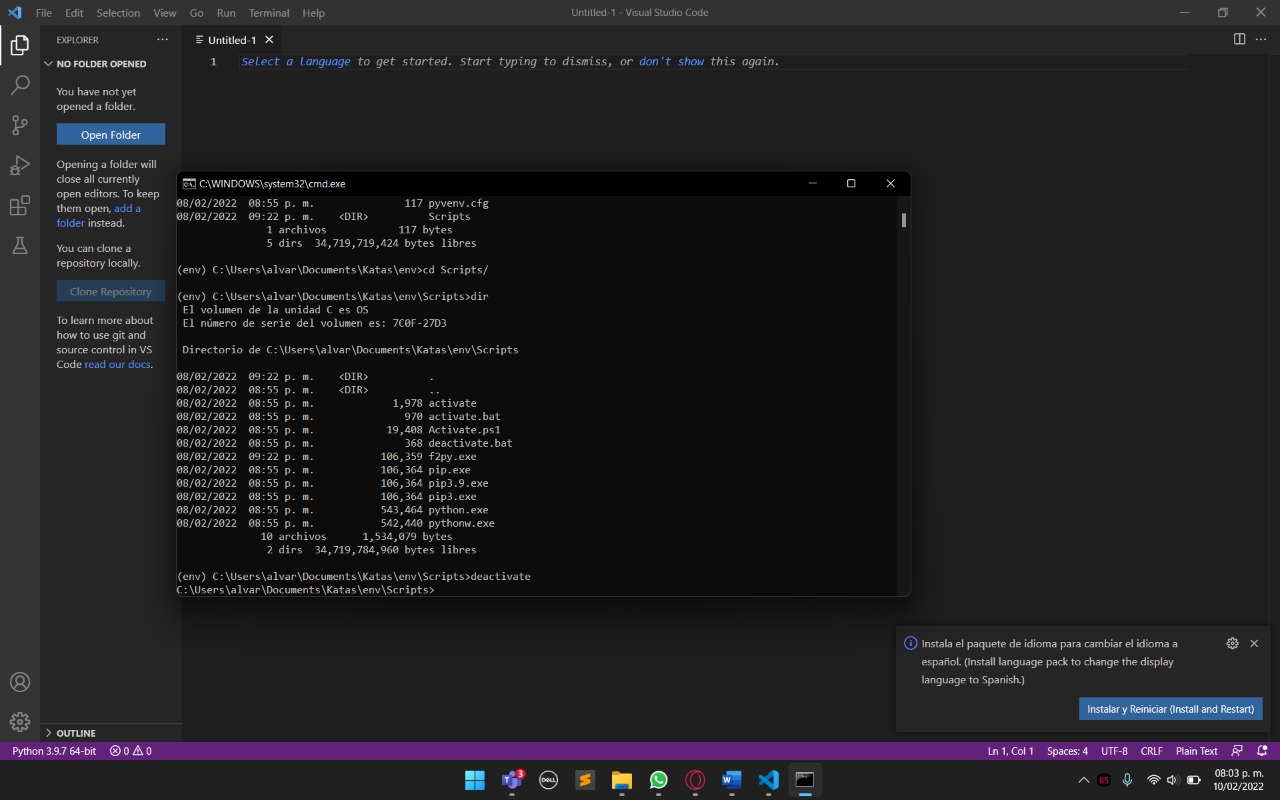 File Edit Selection View Go Run Terminal Help
Untitled-1 - Visual Studio Code
EXPLORER
NO FOLDER OPENED
You have not yet
opened a folder.
Open Folder
Opening a folder will
close all currently
open editors. To keep
them open, add a
folder instead.
You can clone a
repository locally.
Clone Repository
To learn more about
how to use git and
source control in VS
Code read our docs.
OUTLINE
Untitled-1
1 Select a language to get started. Start typing to dismiss, or don't show this again.
C:\WINDOWS\system32\cmd.exe
08/02/2022 08:55 p. m. 117 pyvenv.cfg
08/02/2022 09:22 p. m. <DIR> Scripts
1 archivos 117 bytes
5 dirs 34,719,719,424 bytes libres
(env) C:\Users\alvar\Documents\Katas\env>cd Scripts/
(env) C:\Users\alvar\Documents\Katas\env\Scripts>dir
El volumen de la unidad C es OS
El número de serie del volumen es: 7C0F-27D3
Directorio de C:\Users\alvar\Documents\Katas\env\Scripts
08/02/2022 09:22 p. m. <DIR> .
08/02/2022 08:55 p. m. <DIR> ..
08/02/2022 08:55 p. m. 1,978 activate
08/02/2022 08:55 p. m. 970 activate.bat
08/02/2022 08:55 p. m. 19,408 Activate.ps1
08/02/2022 08:55 p. m. 368 deactivate.bat
08/02/2022 09:22 p. m. 106,359 f2py.exe
08/02/2022 08:55 p. m. 106,364 pip.exe
08/02/2022 08:55 p. m. 106,364 pip3.9.exe
08/02/2022 08:55 p. m. 106,364 pip3.exe
08/02/2022 08:55 p. m. 543,464 python.exe
08/02/2022 08:55 p. m. 542,440 pythonw.exe
10 archivos 1,534,079 bytes
2 dirs 34,719,784,960 bytes libres
(env) C:\Users\alvar\Documents\Katas\env\Scripts>deactivate
C:\Users\alvar\Documents\Katas\env\Scripts>
Instala el paquete de idioma para cambiar el idioma a
español. (Install language pack to change the display
language to Spanish.)
Instalar y Reiniciar (Install and Restart)
Python 3.9.7 64-bit 0 0
Ln 1, Col 1 Spaces: 4 UTF-8 CRLF Plain Text
3
DELL
85
08:03 p. m.
10/02/2022